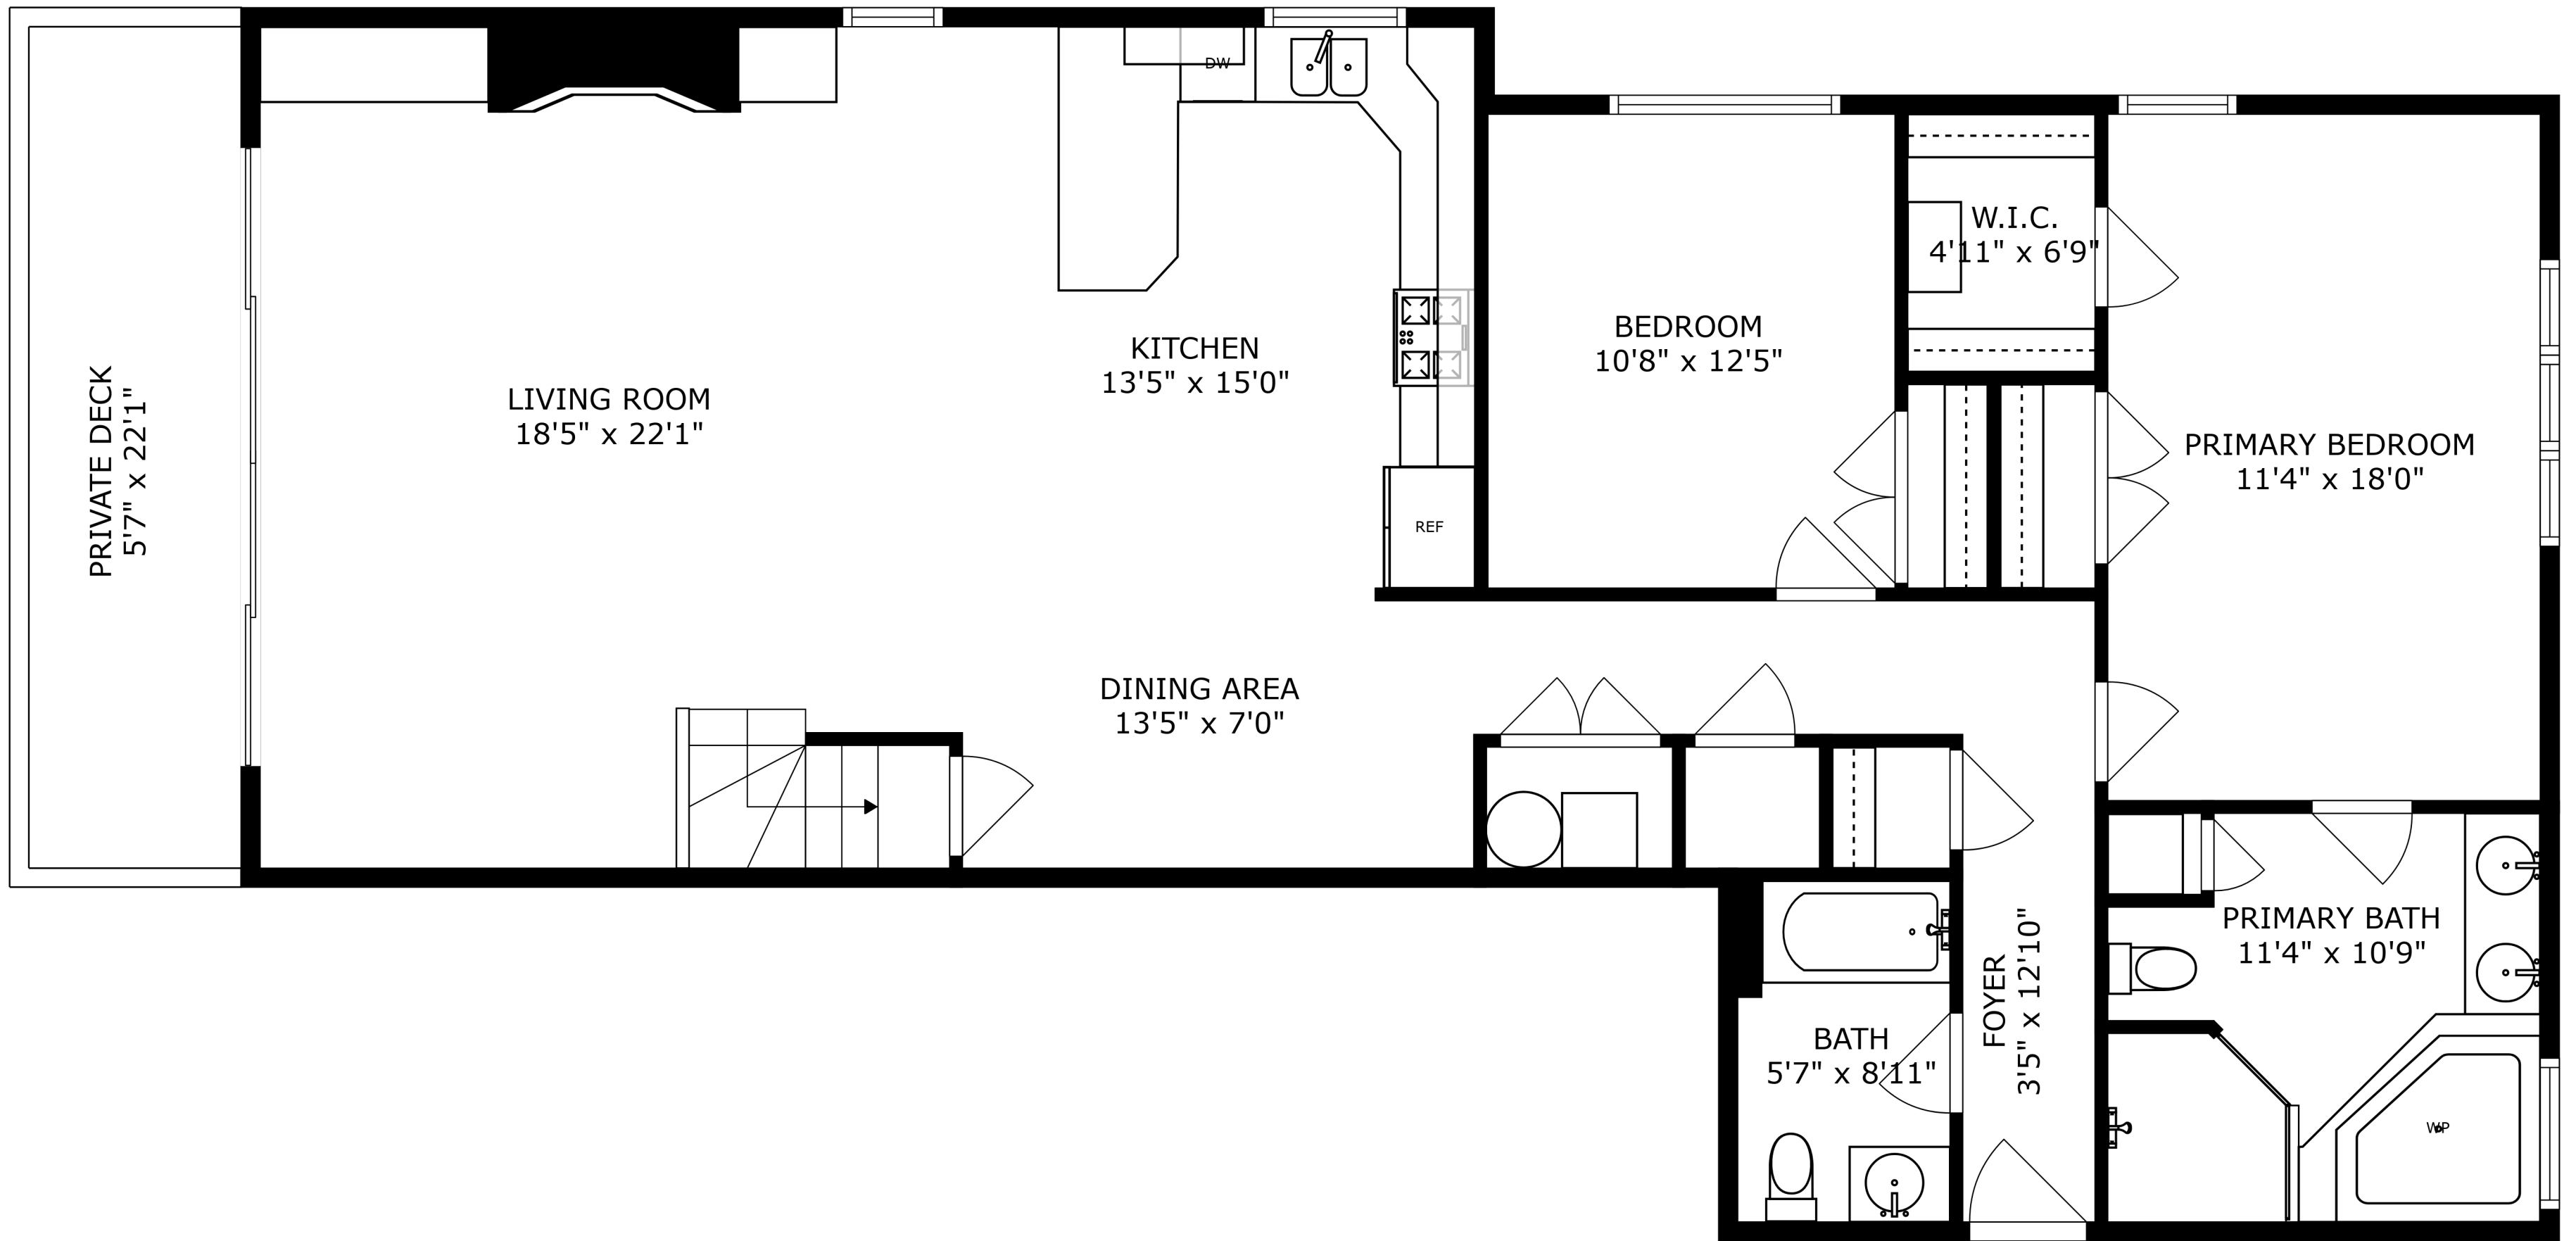 PRIVATE DECK
5'7" x 22'1"
LIVING ROOM
18'5" x 22'1"
DW
KITCHEN
13'5" x 15'0"
REF
DINING AREA
13'5" x 7'0"
BEDROOM
10'8" x 12'5"
W.I.C.
4'11" x 6'9"
PRIMARY BEDROOM
11'4" x 18'0"
PRIMARY BATH
11'4" x 10'9"
WP
FOYER
3'5" x 12'10"
BATH
5'7" x 8'11"